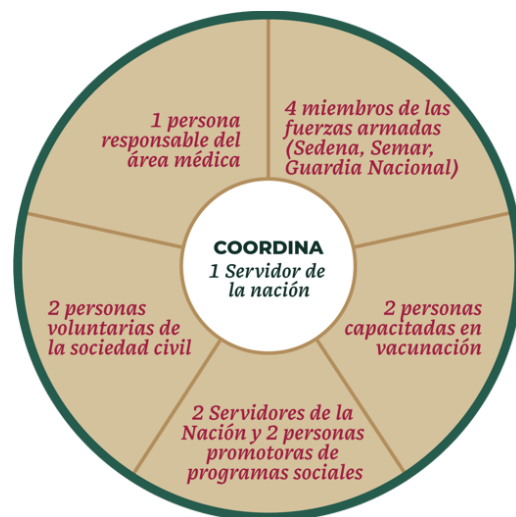 1 persona
responsable del
área médica
4 miembros de las
fuerzas armadas
(Sedena, Semar,
Guardia Nacional)
COORDINA
1 Servidor de
la nación
2 personas
voluntarias de
la sociedad civil
2 personas
capacitadas en
vacunación
2 Servidores de la
Nación y 2 personas
promotoras de
programas sociales